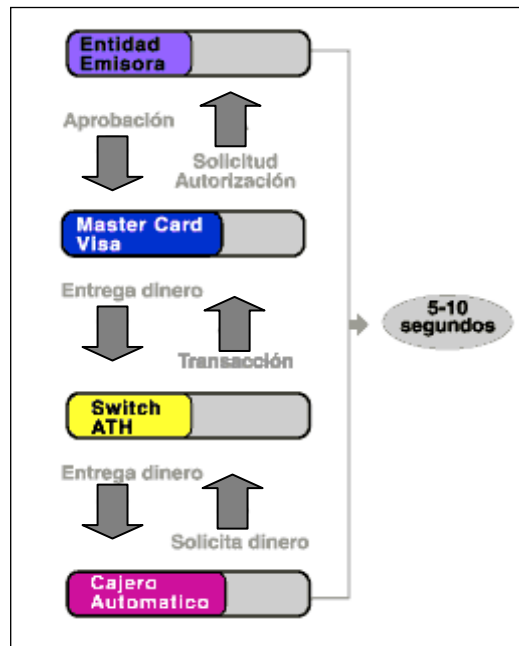 Entidad
Emisora
Aprobación
Solicitud
Autorización
Master Card
Visa
Entrega dinero
Transacción
5-10
segundos
Switch
ATH
Entrega dinero
Solicita dinero
Cajero
Automatico